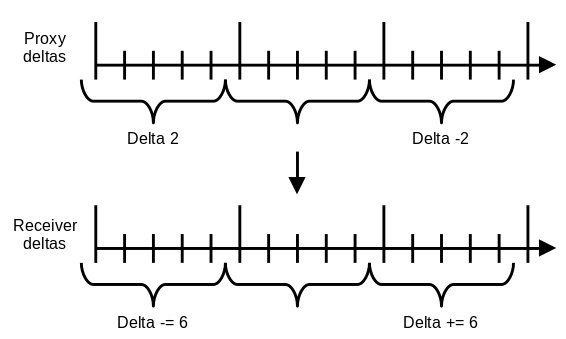 Proxy
deltas
Delta 2
Delta -2
Receiver
deltas
Delta -= 6
Delta += 6